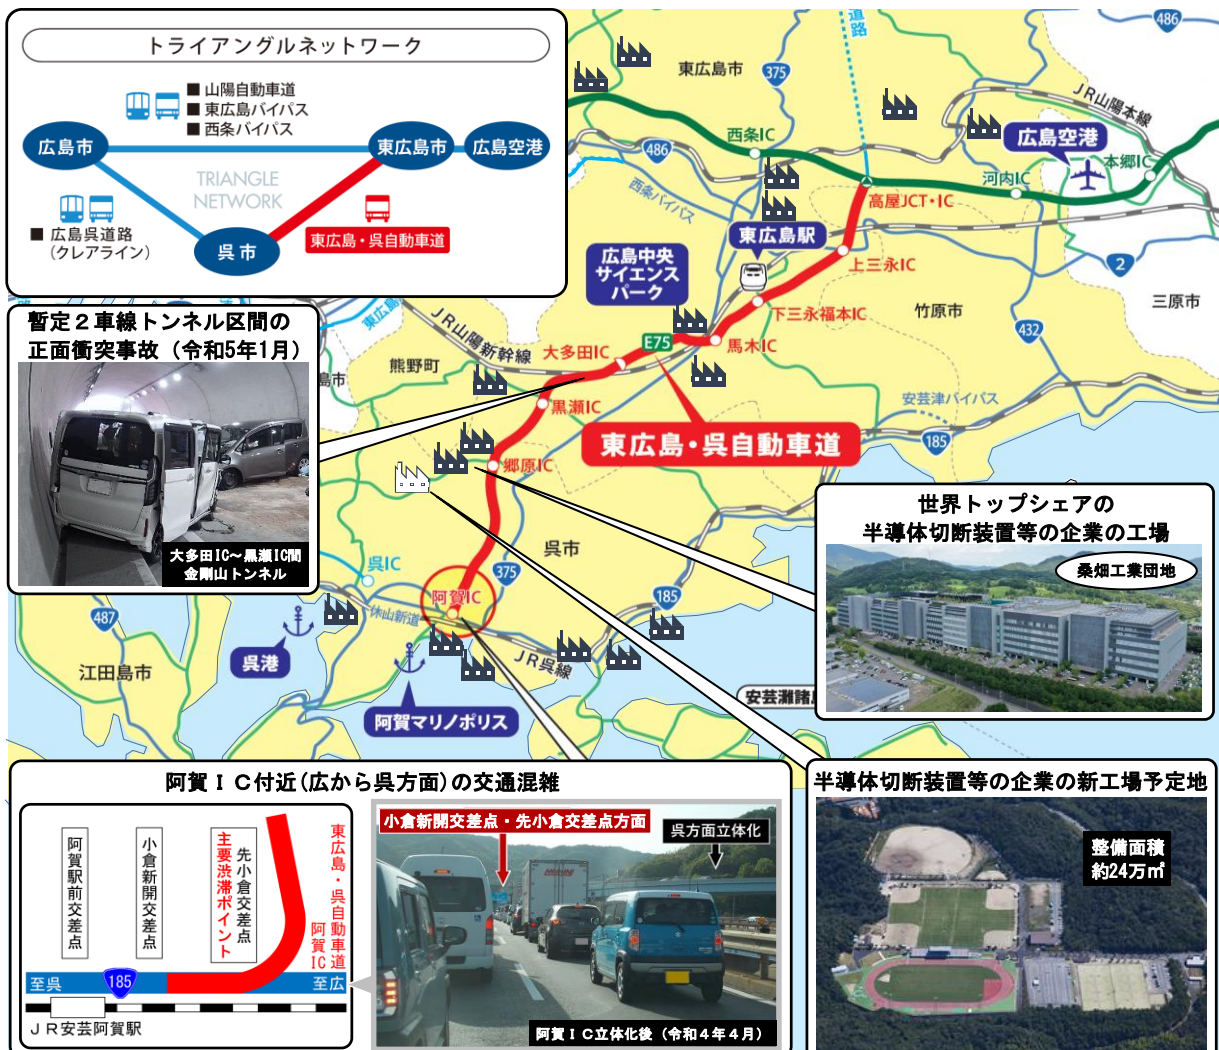 トライアングルネットワーク
■ 山陽自動車道
■ 東広島バイパス
■ 西条バイパス
広島市
東広島市
広島空港
TRIANGLE
NETWORK
■ 広島呉道路
(クレアライン)
呉市
東広島・呉自動車道
道路
486
東広島市
375
JR山陽本線
西条IC
広島空港
486
本郷IC
河内IC
西条バイパス
高屋JCT・IC
東広島駅
広島中央
サイエンス
パーク
上三永IC
2
三原市
竹原市
下三永福本IC
432
東広島
JR山陽新幹線
E75
馬木IC
大多田IC
熊野町
島市
黒瀬IC
安芸津バイパス
東広島・呉自動車道
185
郷原IC
呉市
呉IC
375
阿賀IC
185
休山新道
487
JR呉線
呉港
江田島市
阿賀マリノポリス
安芸灘諸
暫定2車線トンネル区間の
正面衝突事故(令和5年1月)
大多田IC~黒瀬IC間
金剛山トンネル
世界トップシェアの
半導体切断装置等の企業の工場
桑畑工業団地
阿賀IC付近(広から呉方面)の交通混雑
阿賀駅前交差点
小倉新開交差点
先小倉交差点
主要渋滞ポイント
東広島・呉自動車道
阿賀IC
至呉
185
至広
JR安芸阿賀駅
小倉新開交差点・先小倉交差点方面
呉方面立体化
阿賀IC立体化後(令和4年4月)
半導体切断装置等の企業の新工場予定地
整備面積
約24万㎡